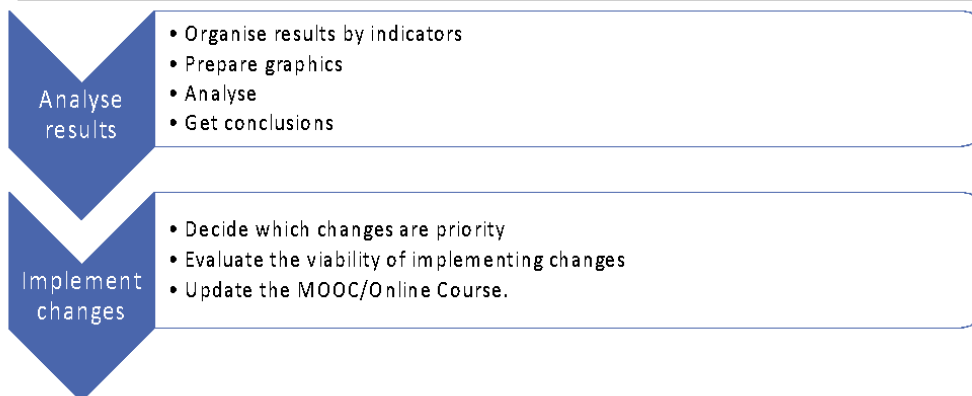 Analyse
results
• Organise results by indicators
• Prepare graphics
• Analyse
• Get conclusions
Implement
changes
• Decide which changes are priority
• Evaluate the viability of implementing changes
• Update the MOOC/Online Course.